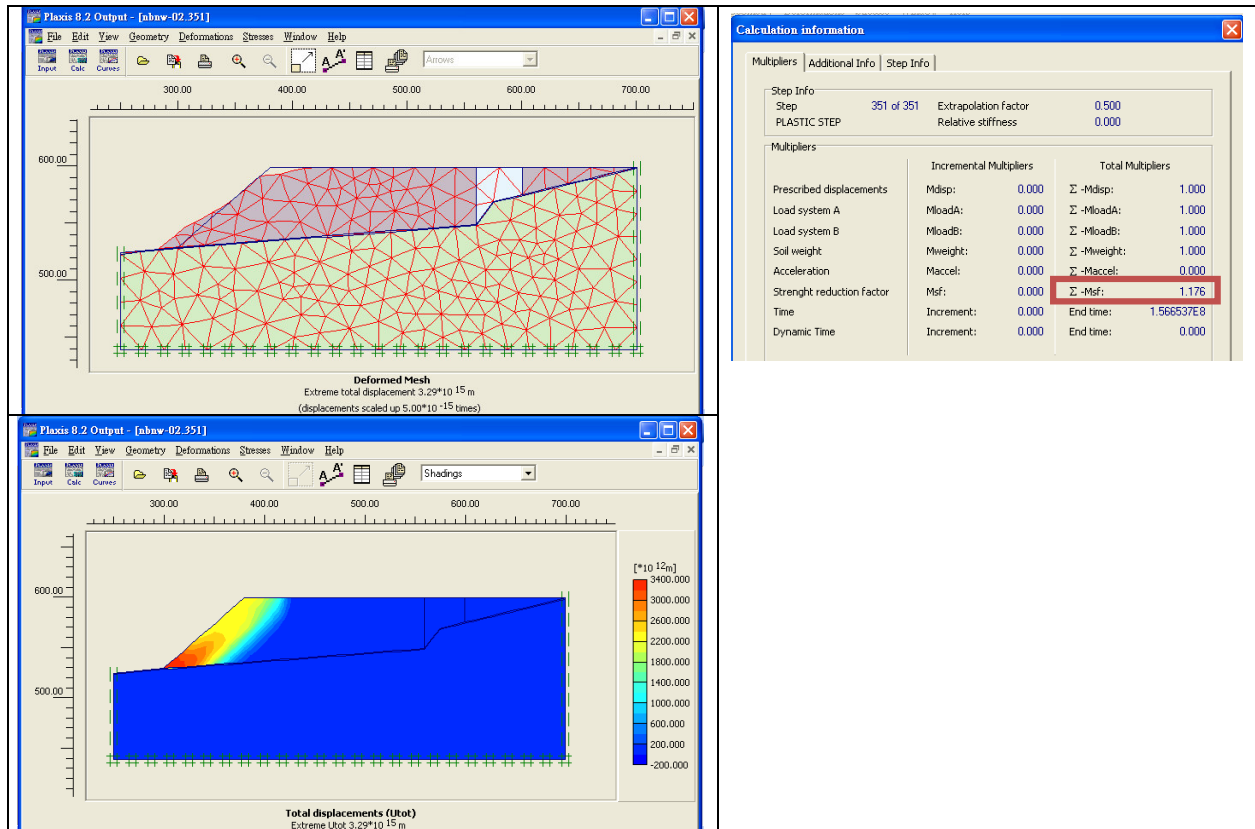 Plaxis 8.2 Output - [nbnw-02.351]
File Edit View Geometry Deformations Stresses Window Help
Input Calc Curves Arrows
300.00 400.00 500.00 600.00 700.00
600.00
500.00
Deformed Mesh
Extreme total displacement 3.29*10 15 m
(displacements scaled up 5.00*10 -15 times)
Calculation information
Multipliers Additional Info Step Info
Step Info
Step 351 of 351 Extrapolation factor 0.500
PLASTIC STEP Relative stiffness 0.000
Multipliers
Incremental Multipliers Total Multipliers
Prescribed displacements Mdisp: 0.000 Σ -Mdisp: 1.000
Load system A MloadA: 0.000 Σ -MloadA: 1.000
Load system B MloadB: 0.000 Σ -MloadB: 1.000
Soil weight Mweight: 0.000 Σ -Mweight: 1.000
Acceleration Maccel: 0.000 Σ -Maccel: 0.000
Strenght reduction factor Msf: 0.000 Σ -Msf: 1.176
Time Increment: 0.000 End time: 1.566537E8
Dynamic Time Increment: 0.000 End time: 0.000
Plaxis 8.2 Output - [nbnw-02.351]
File Edit View Geometry Deformations Stresses Window Help
Input Calc Curves Shadings
300.00 400.00 500.00 600.00 700.00
600.00
500.00
[*10 12m]
3400.000
3000.000
2600.000
2200.000
1800.000
1400.000
1000.000
600.000
200.000
-200.000
Total displacements (Utot)
Extreme Utot 3.29*10 15 m